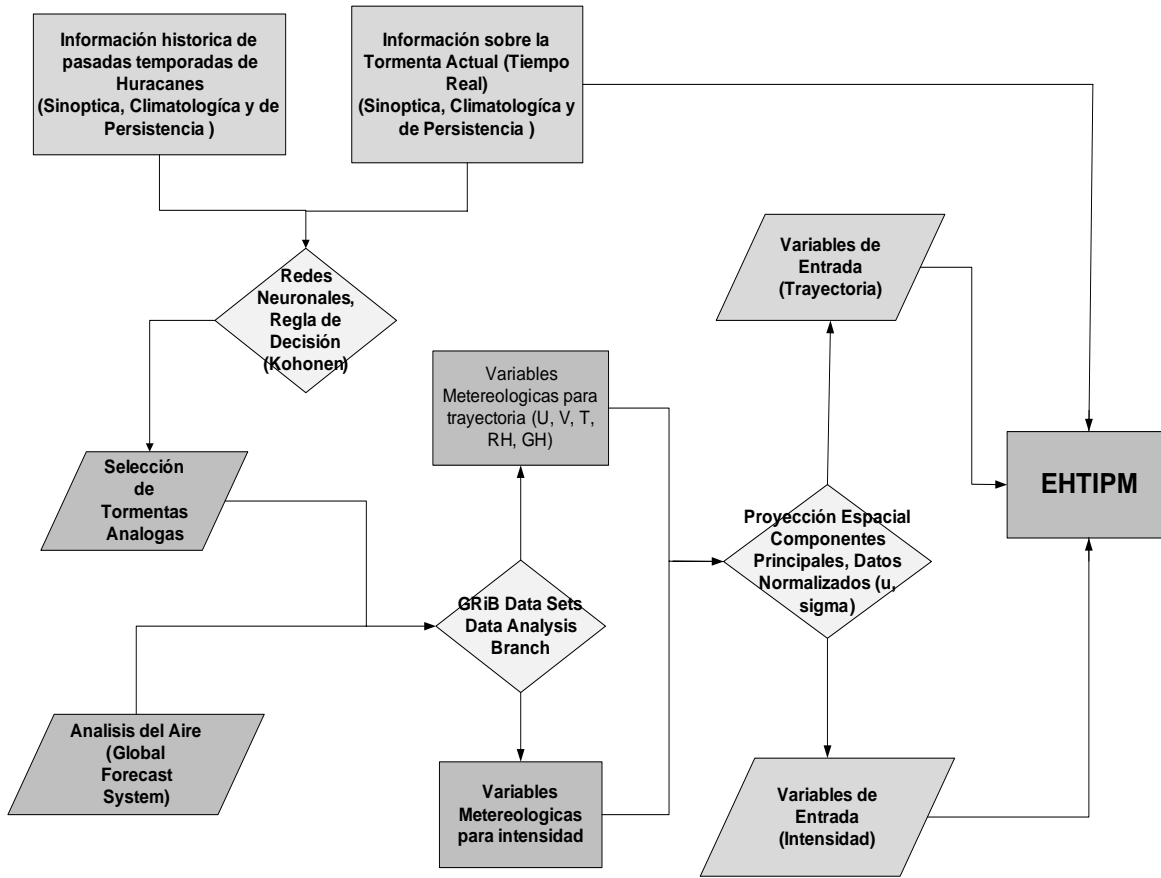 Información historica de
pasadas temporadas de
Huracanes
(Sinoptica, Climatologíca y de
Persistencia )
Información sobre la
Tormenta Actual (Tiempo
Real)
(Sinoptica, Climatologíca y
de Persistencia )
Redes
Neuronales,
Regla de
Decisión
(Kohonen)
Variables de
Entrada
(Trayectoria)
Variables
Metereologicas para
trayectoria (U, V, T,
RH, GH)
Selección
de
Tormentas
Analogas
EHTIPM
Proyección Espacial
Componentes
Principales, Datos
Normalizados (u,
sigma)
GRiB Data Sets
Data Analysis
Branch
Analisis del Aire
(Global
Forecast
System)
Variables
Metereologicas
para intensidad
Variables de
Entrada
(Intensidad)